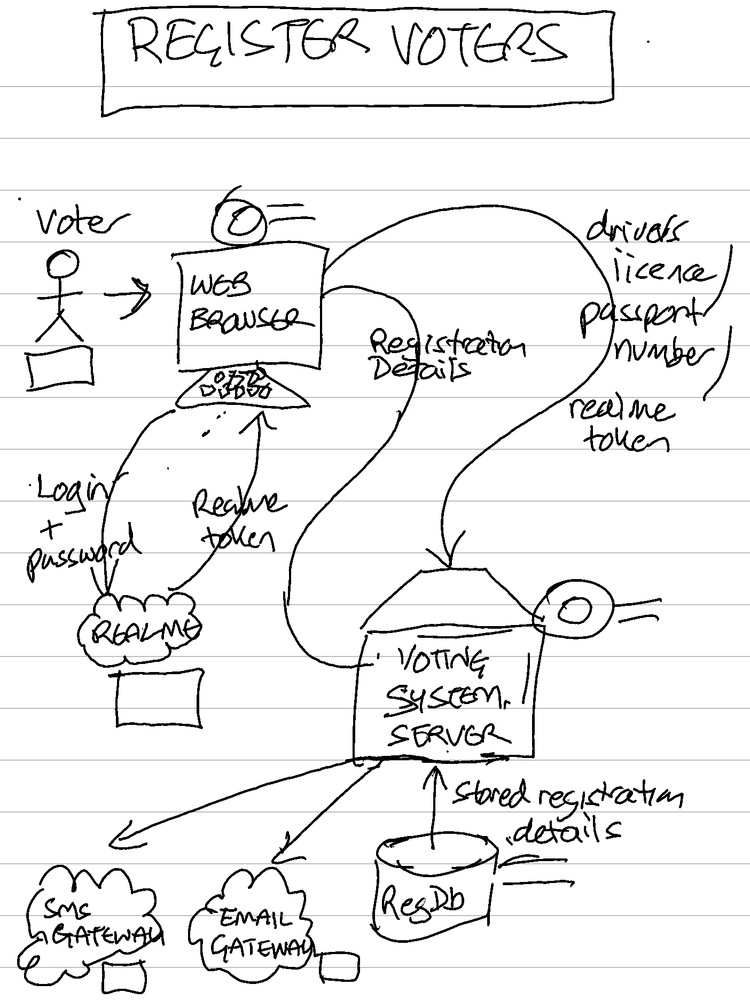 REGISTER VOTERS
Voter
WEB
BROWSER
drivers
licence/
passport
number/
realme
token
Registration
Details
Login
+
password
Realme
token
REALME
VOTING
SYSTEM
SERVER
stored registration
details
RegDb
SMS
GATEWAY
EMAIL
GATEWAY